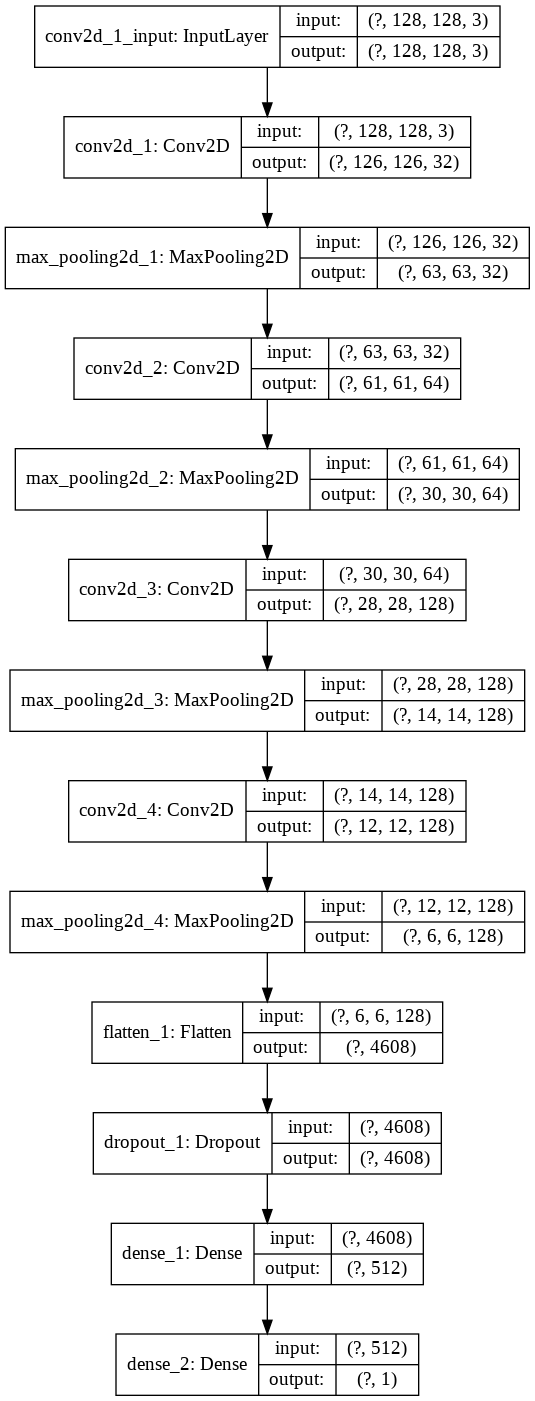 conv2d_1_input: InputLayer
input: (?, 128, 128, 3)
output: (?, 128, 128, 3)
conv2d_1: Conv2D
input: (?, 128, 128, 3)
output: (?, 126, 126, 32)
max_pooling2d_1: MaxPooling2D
input: (?, 126, 126, 32)
output: (?, 63, 63, 32)
conv2d_2: Conv2D
input: (?, 63, 63, 32)
output: (?, 61, 61, 64)
max_pooling2d_2: MaxPooling2D
input: (?, 61, 61, 64)
output: (?, 30, 30, 64)
conv2d_3: Conv2D
input: (?, 30, 30, 64)
output: (?, 28, 28, 128)
max_pooling2d_3: MaxPooling2D
input: (?, 28, 28, 128)
output: (?, 14, 14, 128)
conv2d_4: Conv2D
input: (?, 14, 14, 128)
output: (?, 12, 12, 128)
max_pooling2d_4: MaxPooling2D
input: (?, 12, 12, 128)
output: (?, 6, 6, 128)
flatten_1: Flatten
input: (?, 6, 6, 128)
output: (?, 4608)
dropout_1: Dropout
input: (?, 4608)
output: (?, 4608)
dense_1: Dense
input: (?, 4608)
output: (?, 512)
dense_2: Dense
input: (?, 512)
output: (?, 1)